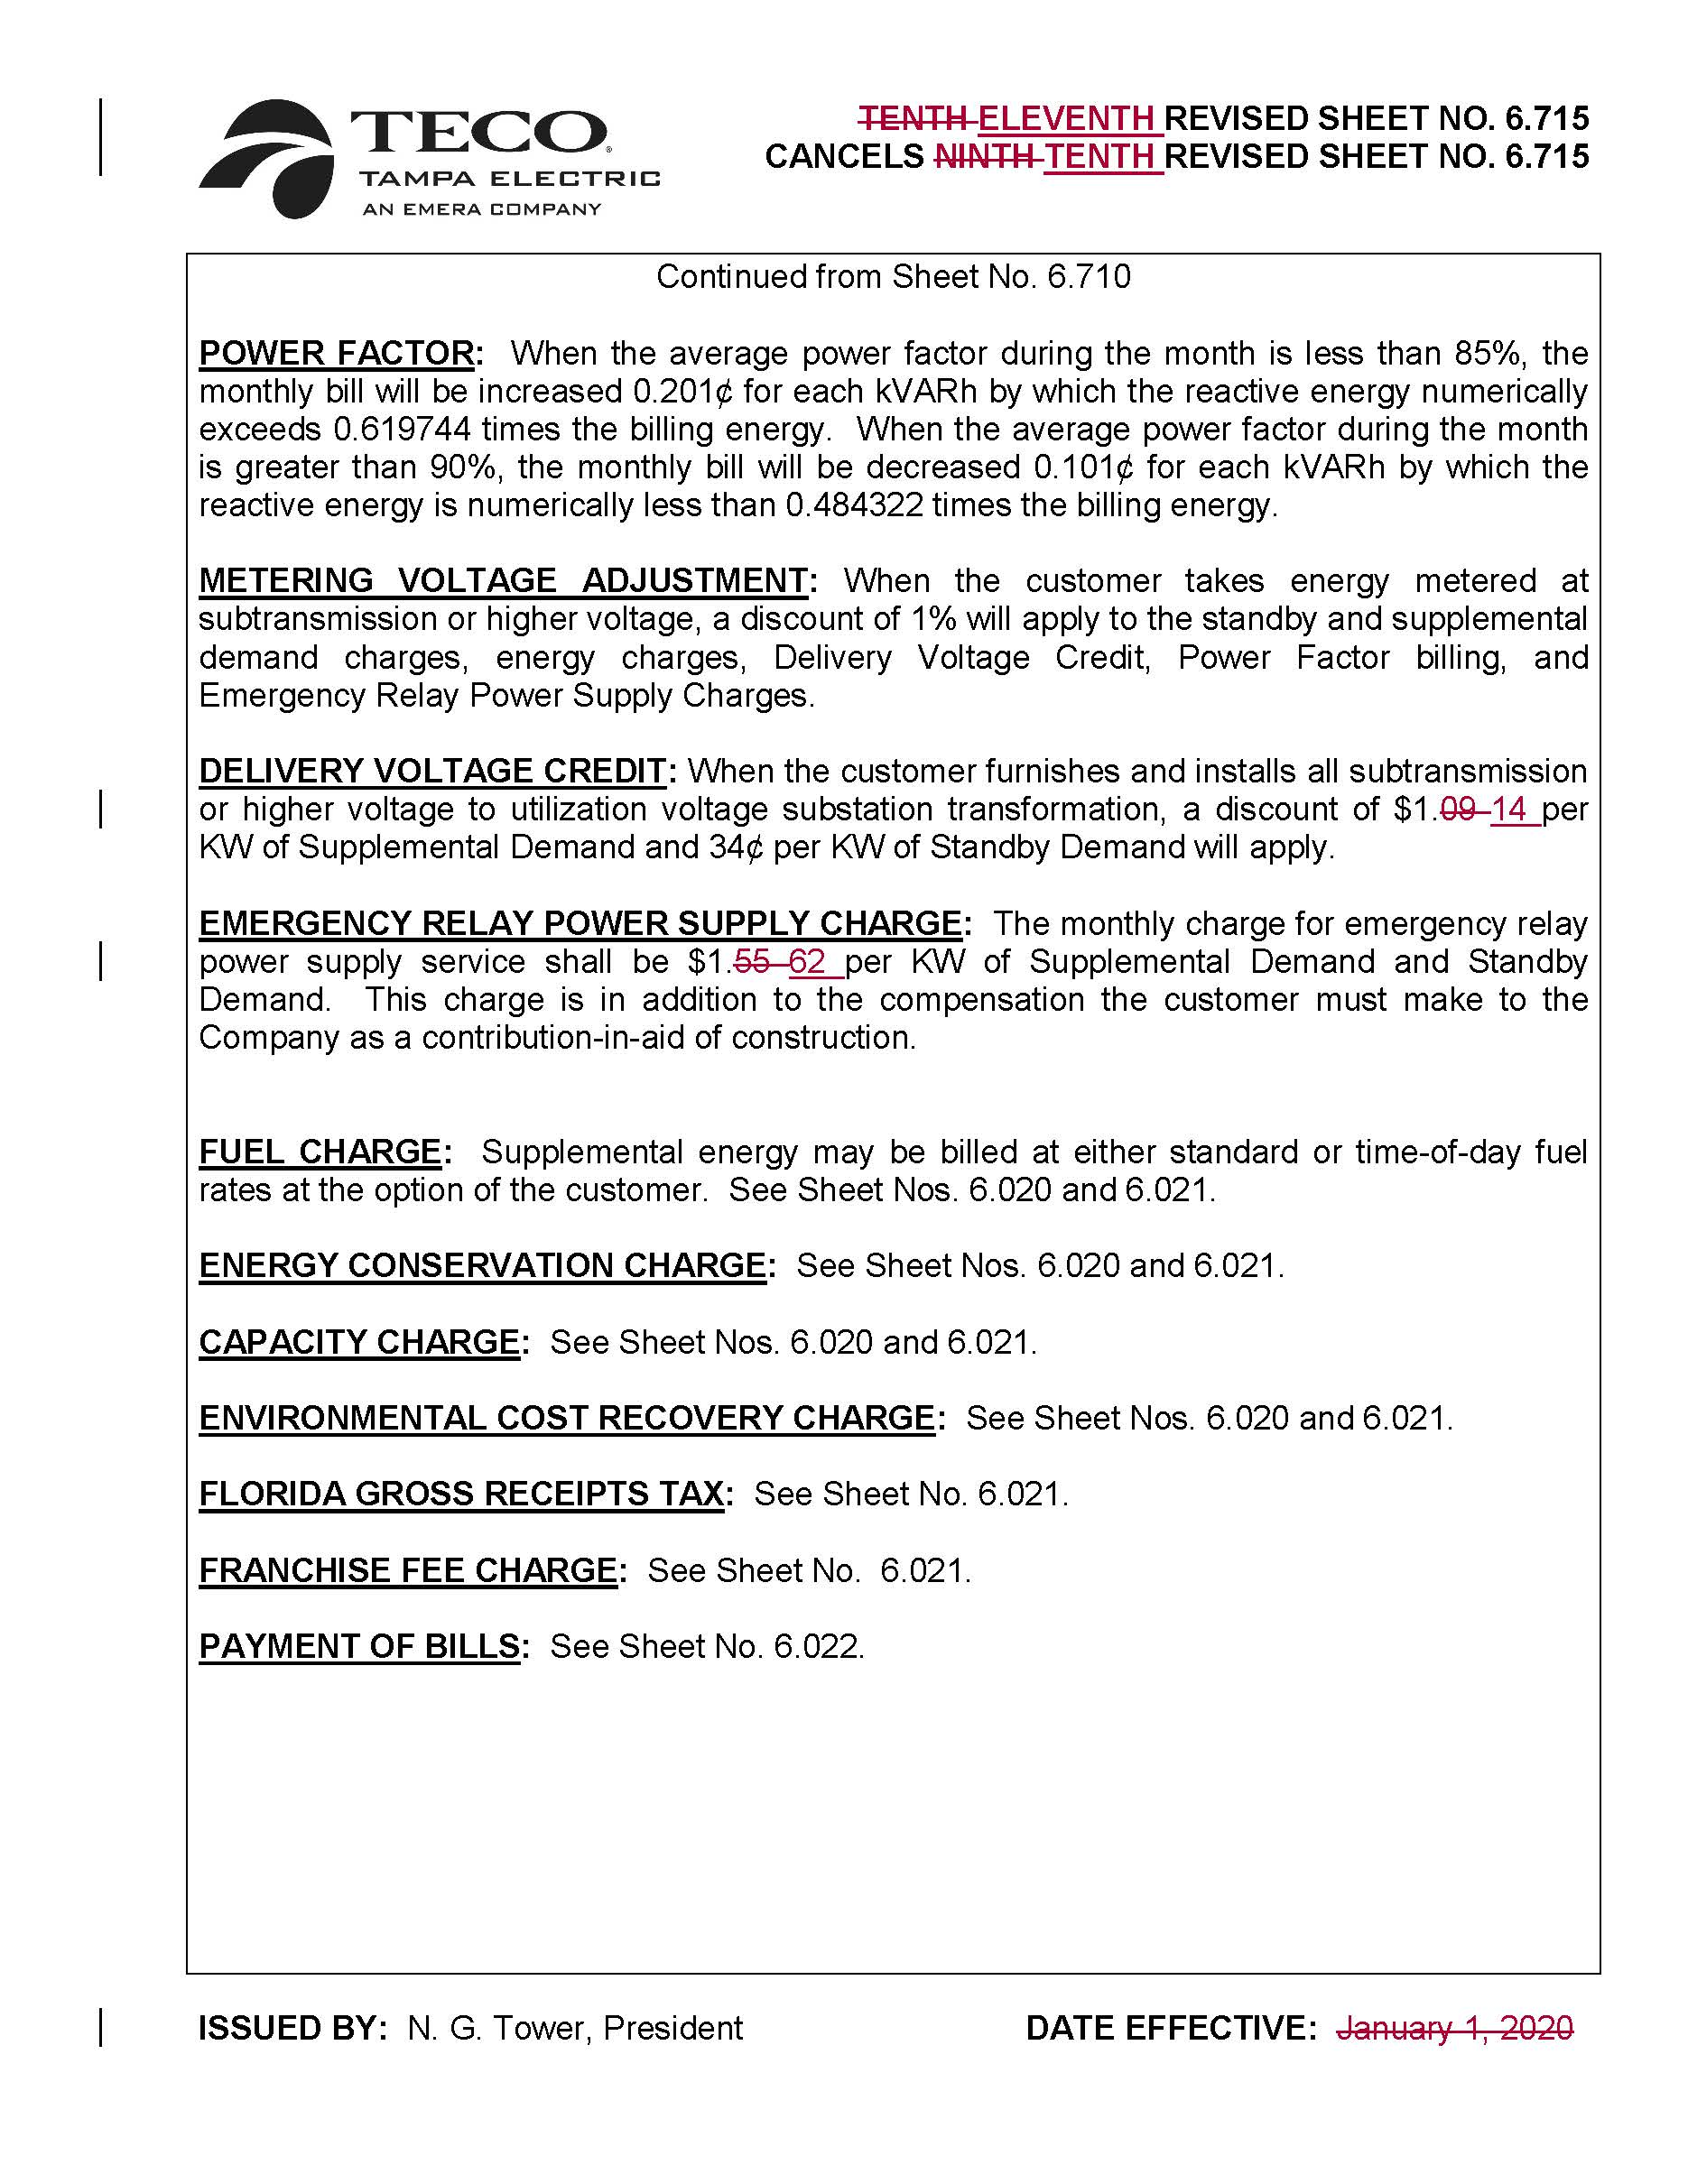 TECO®
TAMPA ELECTRIC
AN EMERA COMPANY
TENTH ELEVENTH REVISED SHEET NO. 6.715
CANCELS NINTH TENTH REVISED SHEET NO. 6.715
Continued from Sheet No. 6.710
POWER FACTOR: When the average power factor during the month is less than 85%, the
monthly bill will be increased 0.201¢ for each kVARh by which the reactive energy numerically
exceeds 0.619744 times the billing energy. When the average power factor during the month
is greater than 90%, the monthly bill will be decreased 0.101¢ for each kVARh by which the
reactive energy is numerically less than 0.484322 times the billing energy.
METERING VOLTAGE ADJUSTMENT: When the customer takes energy metered at
subtransmission or higher voltage, a discount of 1% will apply to the standby and supplemental
demand charges, energy charges, Delivery Voltage Credit, Power Factor billing, and
Emergency Relay Power Supply Charges.
DELIVERY VOLTAGE CREDIT: When the customer furnishes and installs all subtransmission
or higher voltage to utilization voltage substation transformation, a discount of $1.09 14 per
KW of Supplemental Demand and 34¢ per KW of Standby Demand will apply.
EMERGENCY RELAY POWER SUPPLY CHARGE: The monthly charge for emergency relay
power supply service shall be $1.55 62 per KW of Supplemental Demand and Standby
Demand. This charge is in addition to the compensation the customer must make to the
Company as a contribution-in-aid of construction.
FUEL CHARGE: Supplemental energy may be billed at either standard or time-of-day fuel
rates at the option of the customer. See Sheet Nos. 6.020 and 6.021.
ENERGY CONSERVATION CHARGE: See Sheet Nos. 6.020 and 6.021.
CAPACITY CHARGE: See Sheet Nos. 6.020 and 6.021.
ENVIRONMENTAL COST RECOVERY CHARGE: See Sheet Nos. 6.020 and 6.021.
FLORIDA GROSS RECEIPTS TAX: See Sheet No. 6.021.
FRANCHISE FEE CHARGE: See Sheet No. 6.021.
PAYMENT OF BILLS: See Sheet No. 6.022.
ISSUED BY: N. G. Tower, President
DATE EFFECTIVE: January 1, 2020